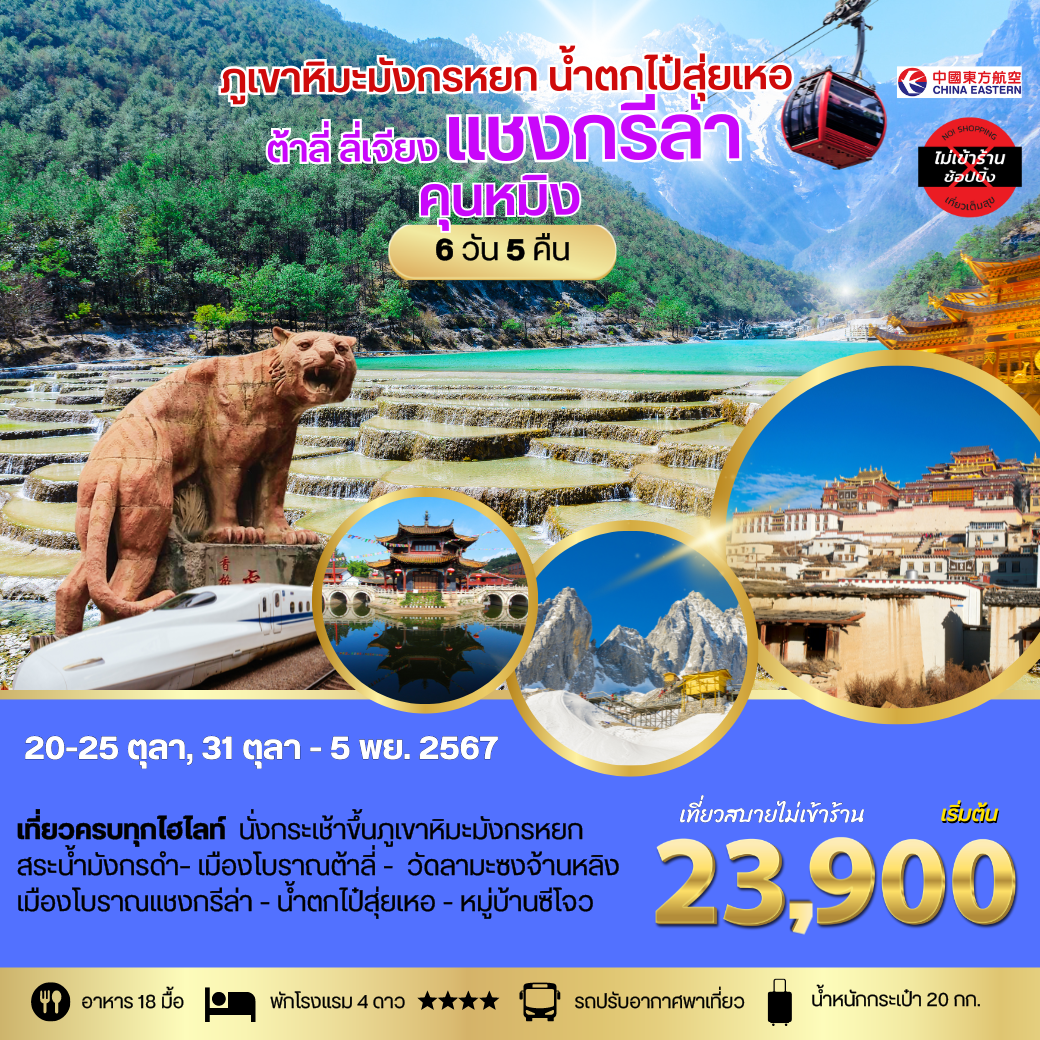 ภูเขาหิมะมังกรหยก น้ำตกไป๋สุ่ยเหอ
ต้าลี่ ลี่เจียง แชงกรีล่า
คุนหมิง
6 วัน 5 คืน
中國東方航空
CHINA EASTERN
NO! SHOPPING
ไม่เข้าร้าน
ช้อปปิ้ง
เที่ยวเต็มสุข
20-25 ตุลา, 31 ตุลา - 5 พย. 2567
เที่ยวครบทุกไฮไลท์ นั่งกระเช้าขึ้นภูเขาหิมะมังกรหยก
สระน้ำมังกรดำ- เมืองโบราณต้าลี่ - วัดลามะซงจ้านหลิง
เมืองโบราณแชงกรีล่า - น้ำตกไป๋สุ่ยเหอ - หมู่บ้านซีโจว
เที่ยวสบายไม่เข้าร้าน
เริ่มต้น
23,900
อาหาร 18 มื้อ
พักโรงแรม 4 ดาว
รถปรับอากาศพาเที่ยว
น้ำหนักกระเป๋า 20 กก.